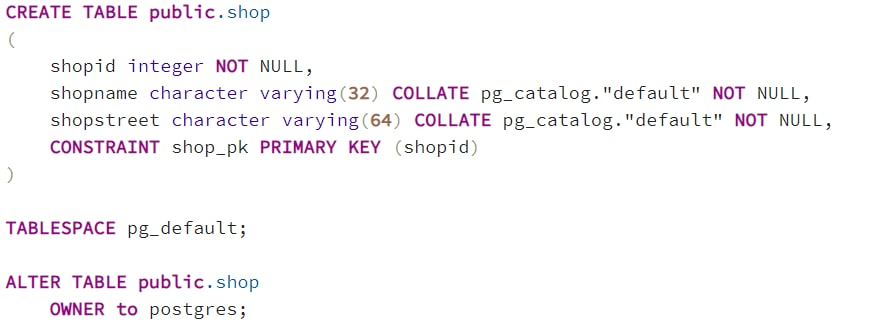 CREATE TABLE public.shop
(
    shopid integer NOT NULL,
    shopname character varying(32) COLLATE pg_catalog."default" NOT NULL,
    shopstreet character varying(64) COLLATE pg_catalog."default" NOT NULL,
    CONSTRAINT shop_pk PRIMARY KEY (shopid)
)
TABLESPACE pg_default;
ALTER TABLE public.shop
    OWNER to postgres;